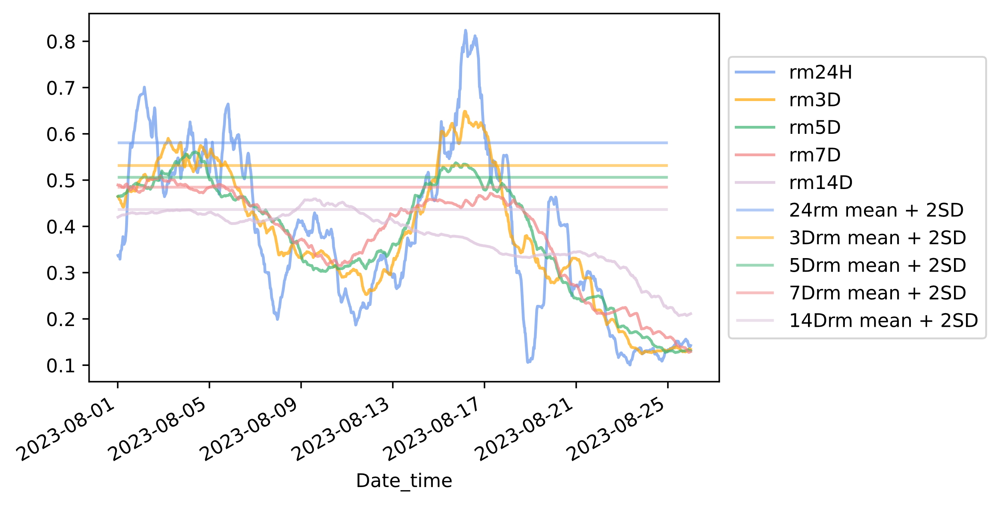 0.8
0.7
0.6
0.5
0.4
0.3
0.2
0.1
2023-08-01
2023-08-05
2023-08-09
2023-08-13
2023-08-17
2023-08-21
2023-08-25
Date_time
rm24H
rm3D
rm5D
rm7D
rm14D
24rm mean + 2SD
3Drm mean + 2SD
5Drm mean + 2SD
7Drm mean + 2SD
14Drm mean + 2SD